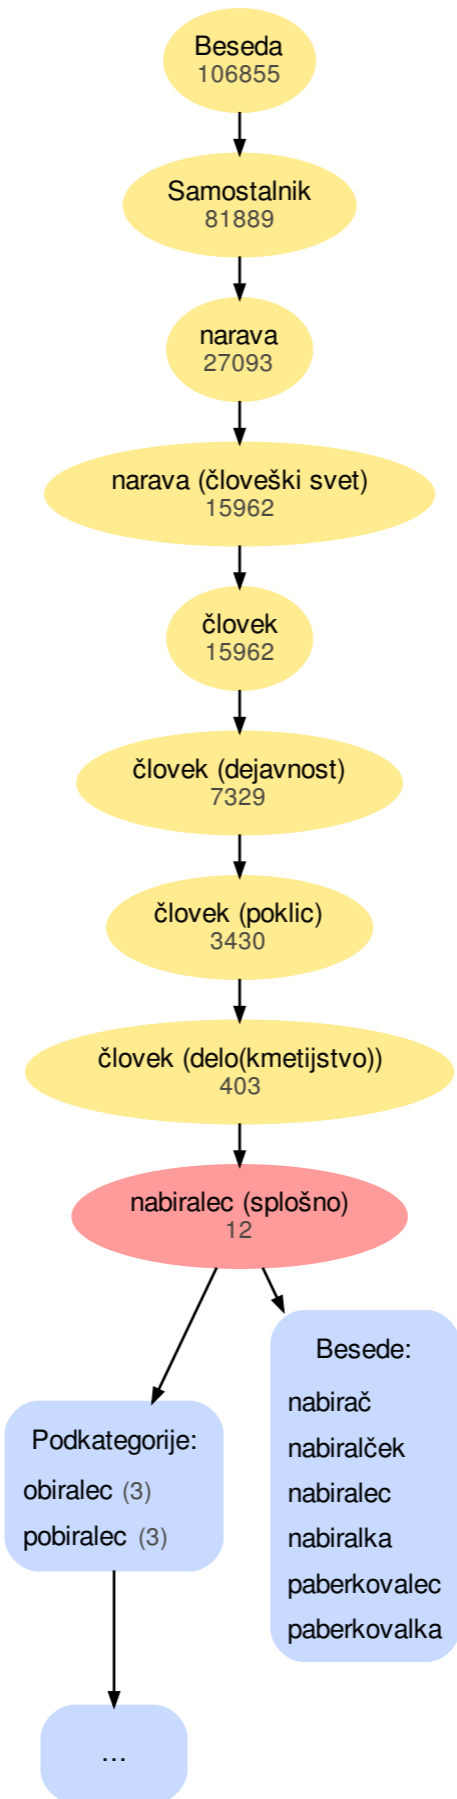 Beseda
106855
Samostalnik
81889
narava
27093
narava (človeški svet)
15962
človek
15962
človek (dejavnost)
7329
človek (poklic)
3430
človek (delo(kmetijstvo))
403
nabiralec (splošno)
12
Podkategorije:
obiralec (3)
pobiralec (3)
...
Besede:
nabirač
nabiralček
nabiralec
nabiralka
paberkovalec
paberkovalka